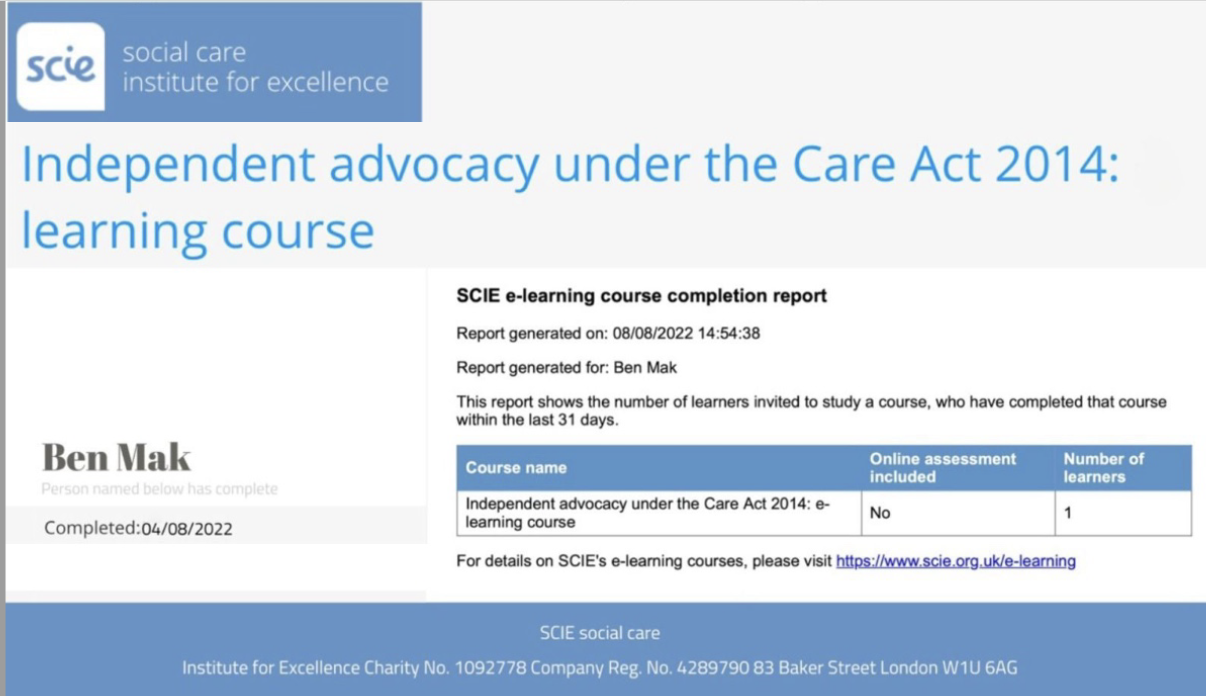 scie
social care
institute for excellence
Independent advocacy under the Care Act 2014:
learning course
Ben Mak
Person named below has complete
Completed:04/08/2022
SCIE e-learning course completion report
Report generated on: 08/08/2022 14:54:38
Report generated for: Ben Mak
This report shows the number of learners invited to study a course, who have completed that course
within the last 31 days.
Course name
Online assessment
included
Number of
learners
Independent advocacy under the Care Act 2014: e-
learning course
No
1
For details on SCIE's e-learning courses, please visit https://www.scie.org.uk/e-learning
SCIE social care
Institute for Excellence Charity No. 1092778 Company Reg. No. 4289790 83 Baker Street London W1U 6AG